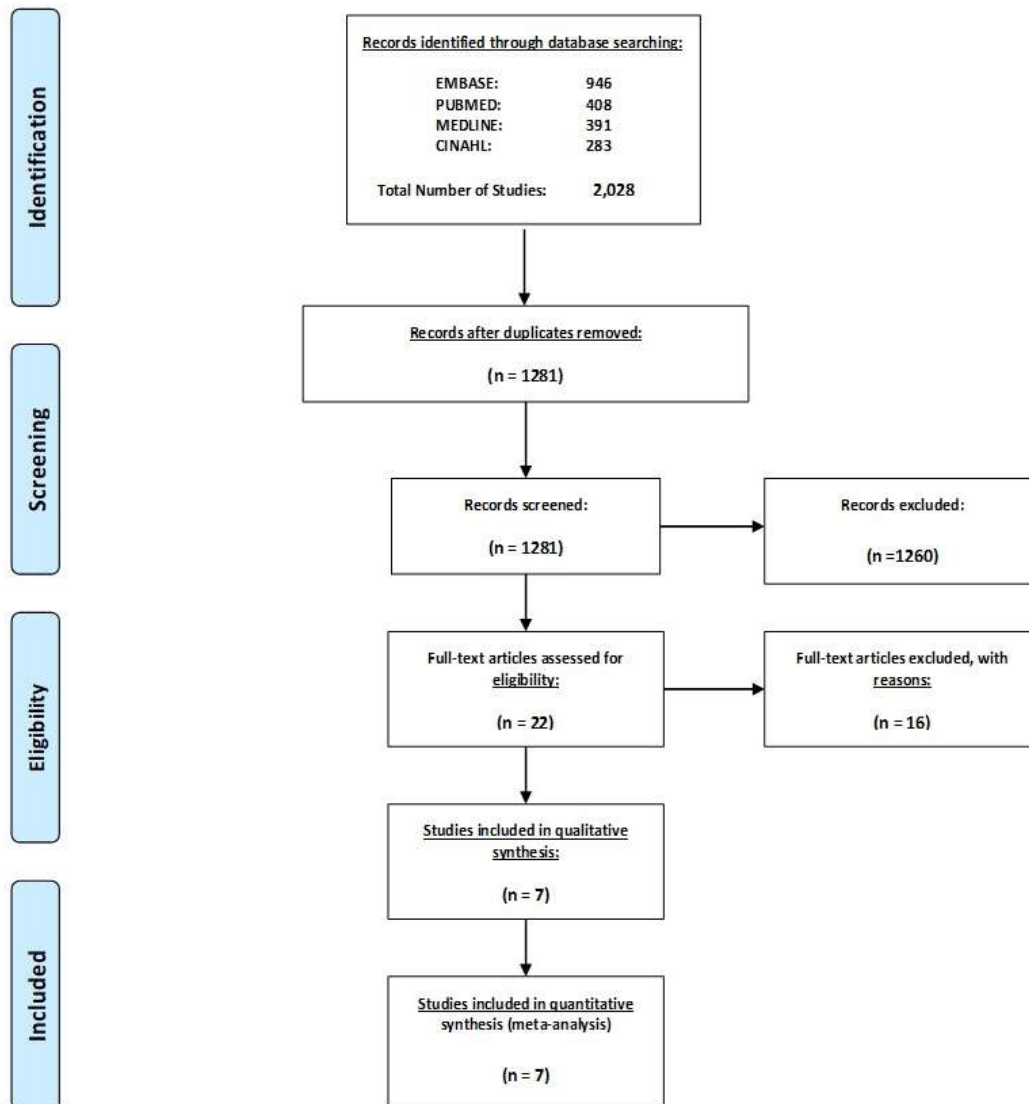 Identification
Records identified through database searching:
EMBASE: 946
PUBMED: 408
MEDLINE: 391
CINAHL: 283
Total Number of Studies: 2,028
Records after duplicates removed:
(n = 1281)
Screening
Records screened:
(n = 1281)
Records excluded:
(n =1260)
Eligibility
Full-text articles assessed for
eligibility:
(n = 22)
Full-text articles excluded, with
reasons:
(n = 16)
Studies included in qualitative
synthesis:
(n = 7)
Included
Studies included in quantitative
synthesis (meta-analysis)
(n = 7)